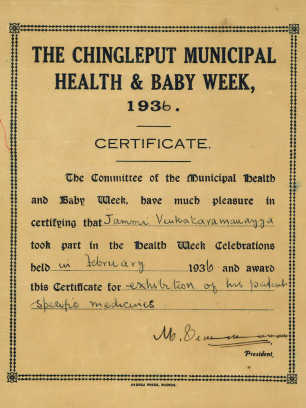 THE CHINGLEPUT MUNICIPAL
HEALTH & BABY WEEK,
1936.
CERTIFICATE.
The Committee of the Municipal Health
and Baby Week, have much pleasure in
certifying that Jammi Venkataramanayya
took part in the Health Week Celebrations
held in February 1936 and award
this Certificate for exhibition of his patent
specific medicines
M.
President.
PRESS, MADRAS.